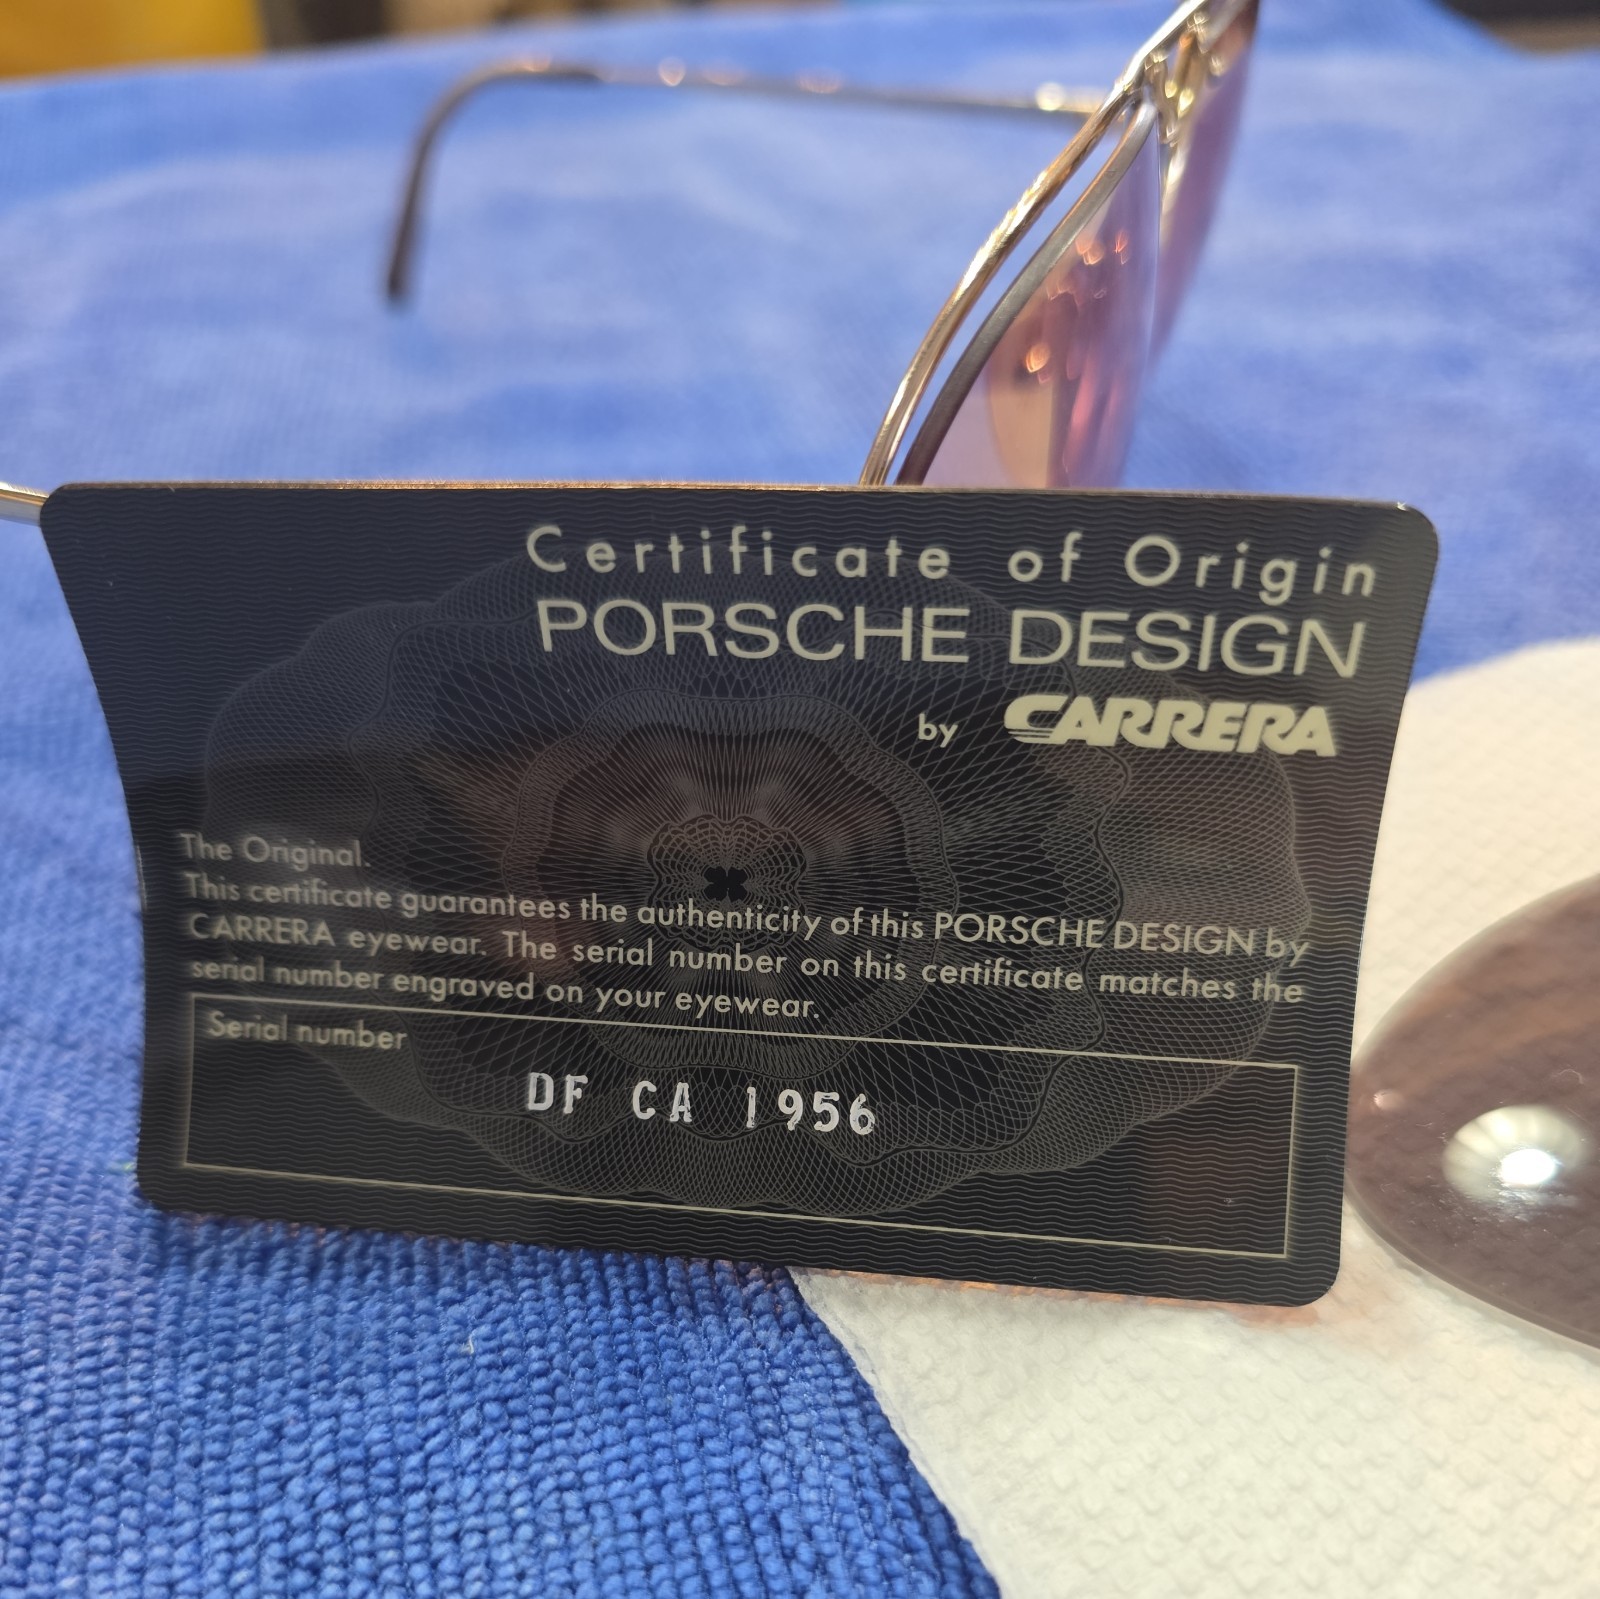 Certificate of Origin
PORSCHE DESIGN
by CARRERA
The Original.
This certificate guarantees the authenticity of this PORSCHE DESIGN by
CARRERA eyewear. The serial number on this certificate matches the
serial number engraved on your eyewear.
Serial number
DF CA 1956